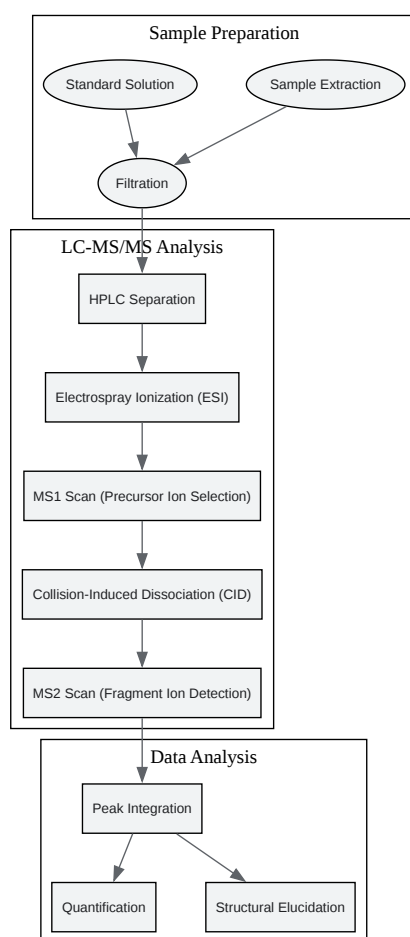 Sample Preparation
Standard Solution
Sample Extraction
Filtration
LC-MS/MS Analysis
HPLC Separation
Electrospray Ionization (ESI)
MS1 Scan (Precursor Ion Selection)
Collision-Induced Dissociation (CID)
MS2 Scan (Fragment Ion Detection)
Data Analysis
Peak Integration
Quantification
Structural Elucidation